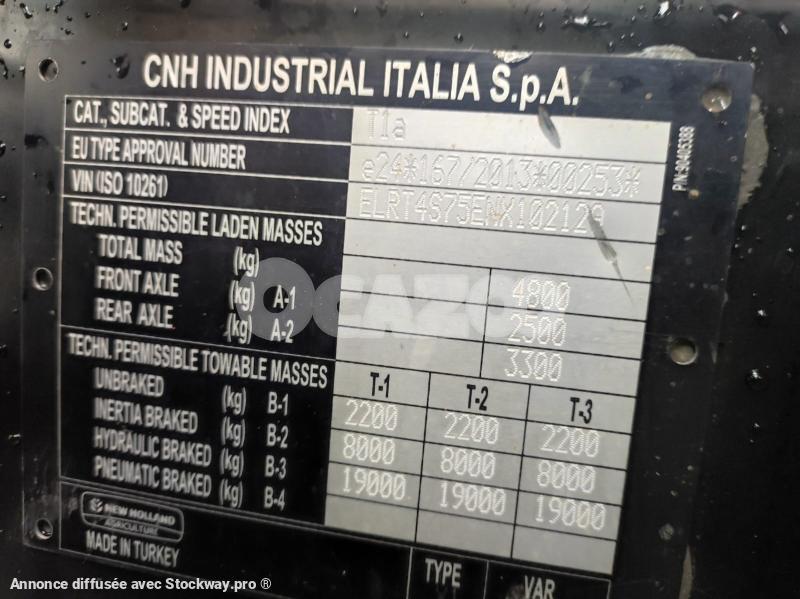 CNH INDUSTRIAL ITALIA S.p.A.
CAT., SUBCAT. & SPEED INDEX T1a
EU TYPE APPROVAL NUMBER e24*167/2013*00253*
VIN (ISO 10261) ELRT4S75ENX102129
TECHN. PERMISSIBLE LADEN MASSES
TOTAL MASS (kg) 4800
FRONT AXLE (kg) A-1 2500
REAR AXLE (kg) A-2 3300
TECHN. PERMISSIBLE TOWABLE MASSES T-1 T-2 T-3
UNBRAKED (kg) B-1 2200 2200 2200
INERTIA BRAKED (kg) B-2 8000 8000 8000
HYDRAULIC BRAKED (kg) B-3 19000 19000 19000
PNEUMATIC BRAKED (kg) B-4
NEW HOLLAND
AGRICULTURE
MADE IN TURKEY
TYPE VAR
P/N: 90405388
OCAZO
Annonce diffusée avec Stockway.pro ®